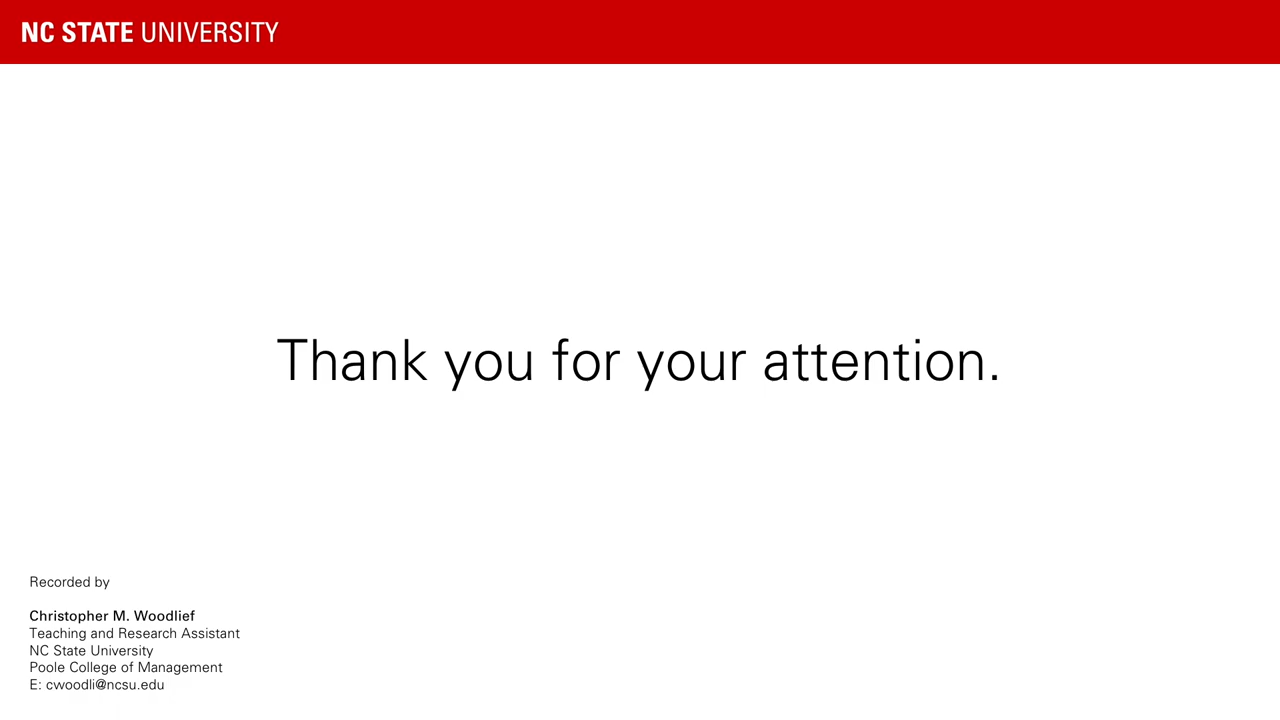 NC STATE UNIVERSITY
Thank you for your attention.
Recorded by
Christopher M. Woodlief
Teaching and Research Assistant
NC State University
Poole College of Management
E: cwoodli@ncsu.edu